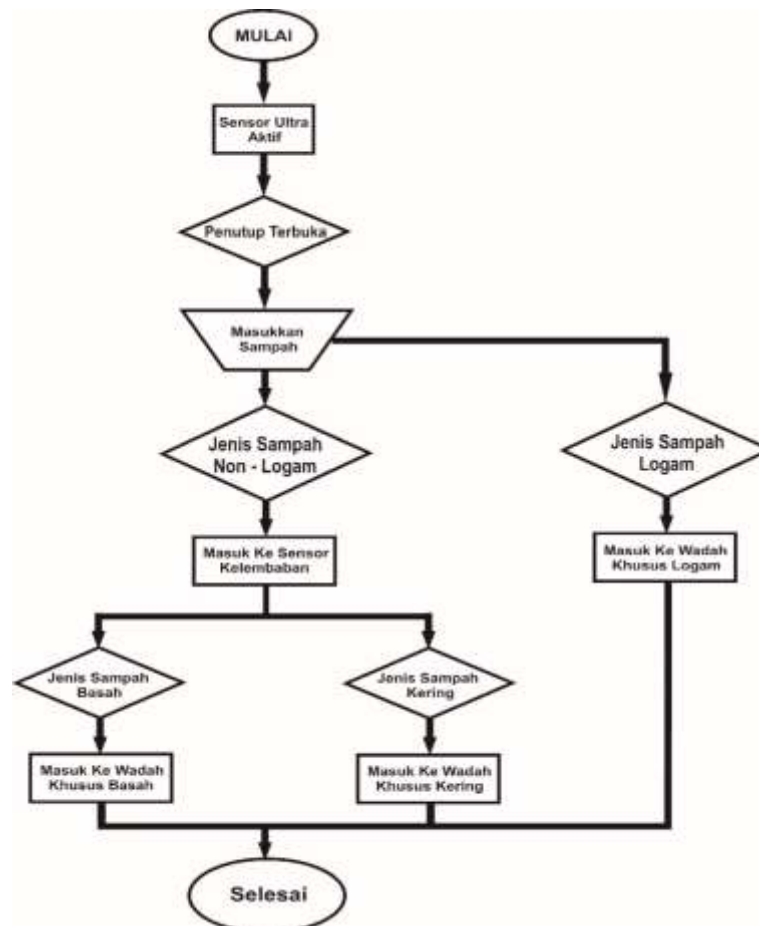 MULAI
Sensor Ultra
Aktif
Penutup Terbuka
Masukkan
Sampah
Jenis Sampah
Non - Logam
Jenis Sampah
Logam
Masuk Ke Sensor
Kelembaban
Masuk Ke Wadah
Khusus Logam
Jenis Sampah
Basah
Jenis Sampah
Kering
Masuk Ke Wadah
Khusus Basah
Masuk Ke Wadah
Khusus Kering
Selesai